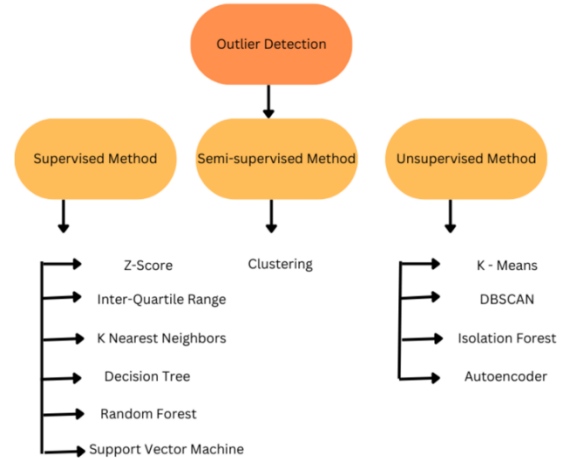 Outlier Detection
Supervised Method
Semi-supervised Method
Unsupervised Method
Z-Score
Inter-Quartile Range
K Nearest Neighbors
Decision Tree
Random Forest
Support Vector Machine
Clustering
K - Means
DBSCAN
Isolation Forest
Autoencoder